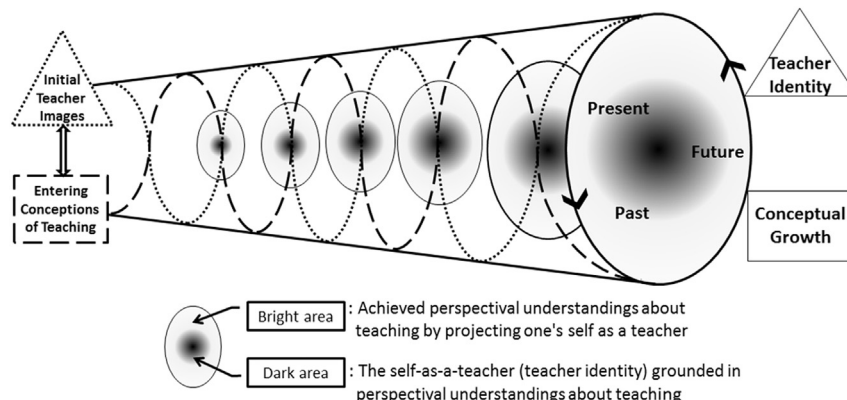 Initial
Teacher
Images
Entering
Conceptions
of Teaching
Present
Future
Past
Teacher
Identity
Conceptual
Growth
Bright area : Achieved perspectival understandings about
teaching by projecting one's self as a teacher
Dark area : The self-as-a-teacher (teacher identity) grounded in
perspectival understandings about teaching